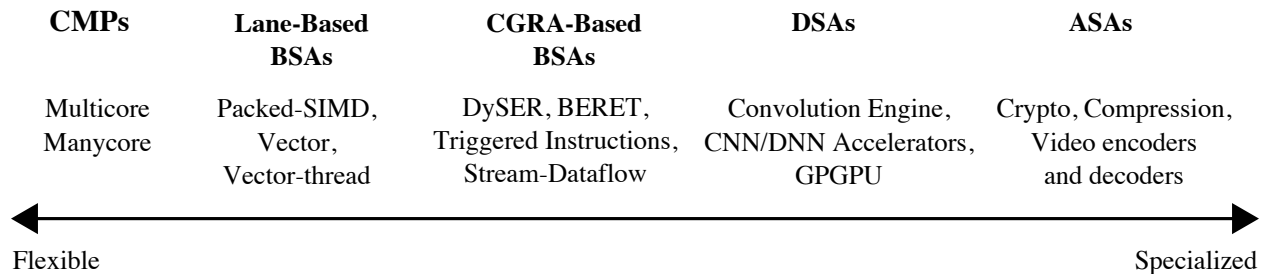 CMPs
Multicore
Manycore
Lane-Based
BSAs
Packed-SIMD,
Vector,
Vector-thread
CGRA-Based
BSAs
DySER, BERET,
Triggered Instructions,
Stream-Dataflow
DSAs
Convolution Engine,
CNN/DNN Accelerators,
GPGPU
ASAs
Crypto, Compression,
Video encoders
and decoders
Flexible
Specialized